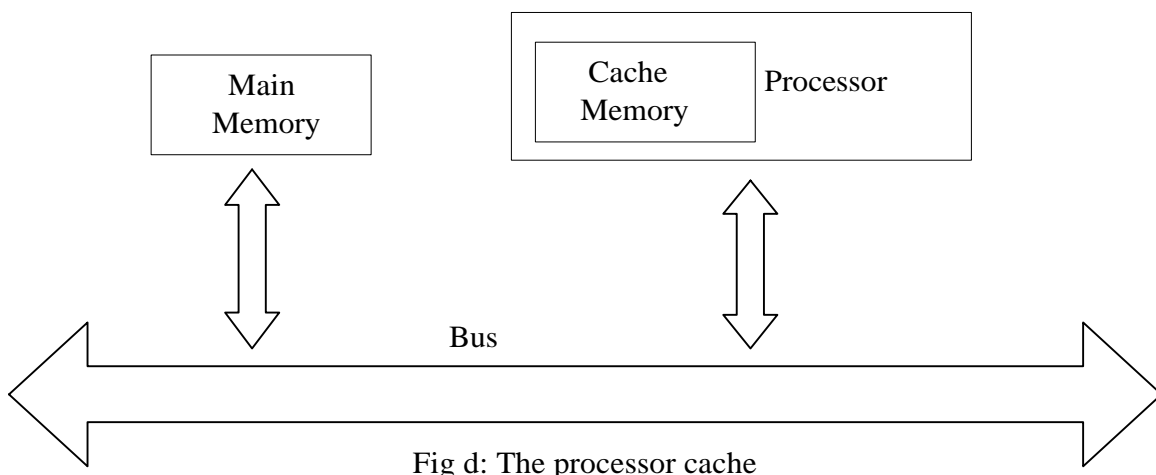 Main
Memory
Cache
Memory
Processor
Bus
Fig d: The processor cache